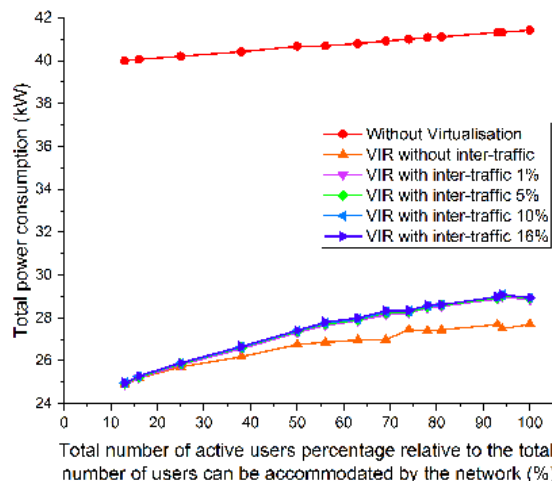 42
40
38
36
34
32
30
28
26
24
Total power consumption (kW)
Without Virtualisation
VIR without inter-traffic
VIR with inter-traffic 1%
VIR with inter-traffic 5%
VIR with inter-traffic 10%
VIR with inter-traffic 16%
0 10 20 30 40 50 60 70 80 90 100
Total number of active users percentage relative to the total
number of users can be accommodated by the network (%)